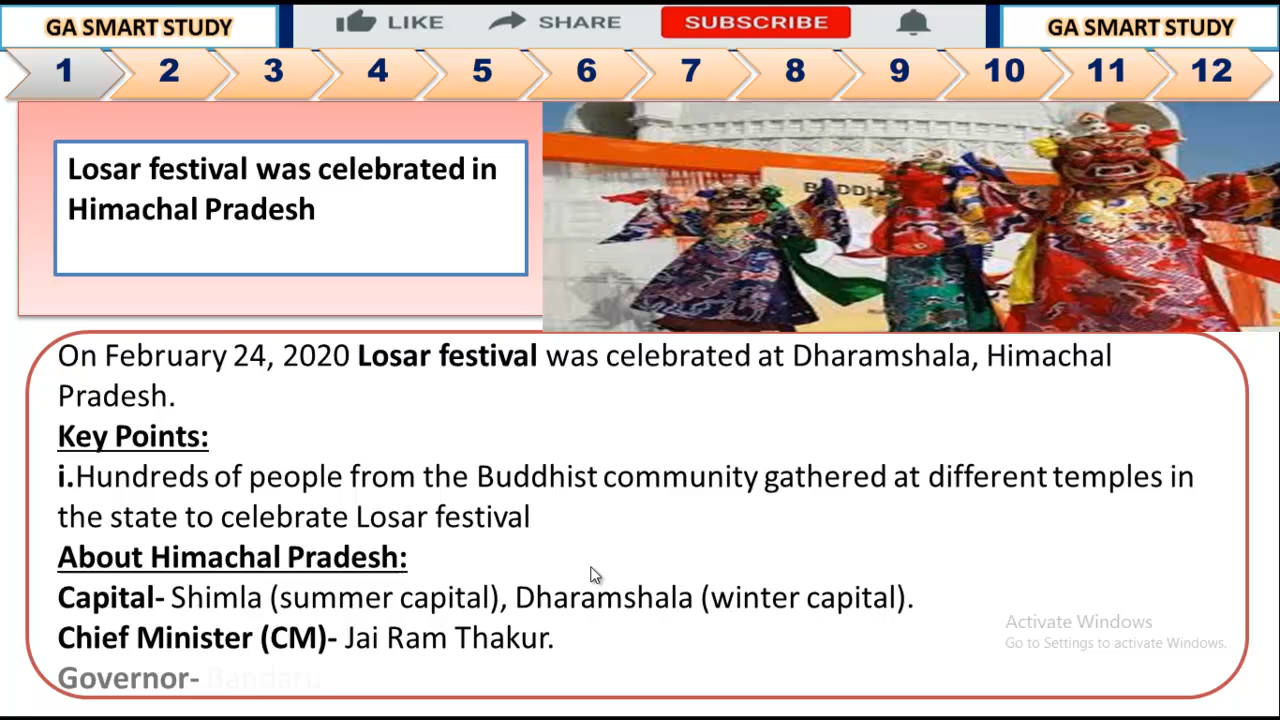 GA SMART STUDY
LIKE
SHARE
SUBSCRIBE
GA SMART STUDY
1 2 3 4 5 6 7 8 9 10 11 12
Losar festival was celebrated in
Himachal Pradesh
On February 24, 2020 Losar festival was celebrated at Dharamshala, Himachal
Pradesh.
Key Points:
i.Hundreds of people from the Buddhist community gathered at different temples in
the state to celebrate Losar festival
About Himachal Pradesh:
Capital- Shimla (summer capital), Dharamshala (winter capital).
Chief Minister (CM)- Jai Ram Thakur.
Governor- Bandaru
Activate Windows
Go to Settings to activate Windows.